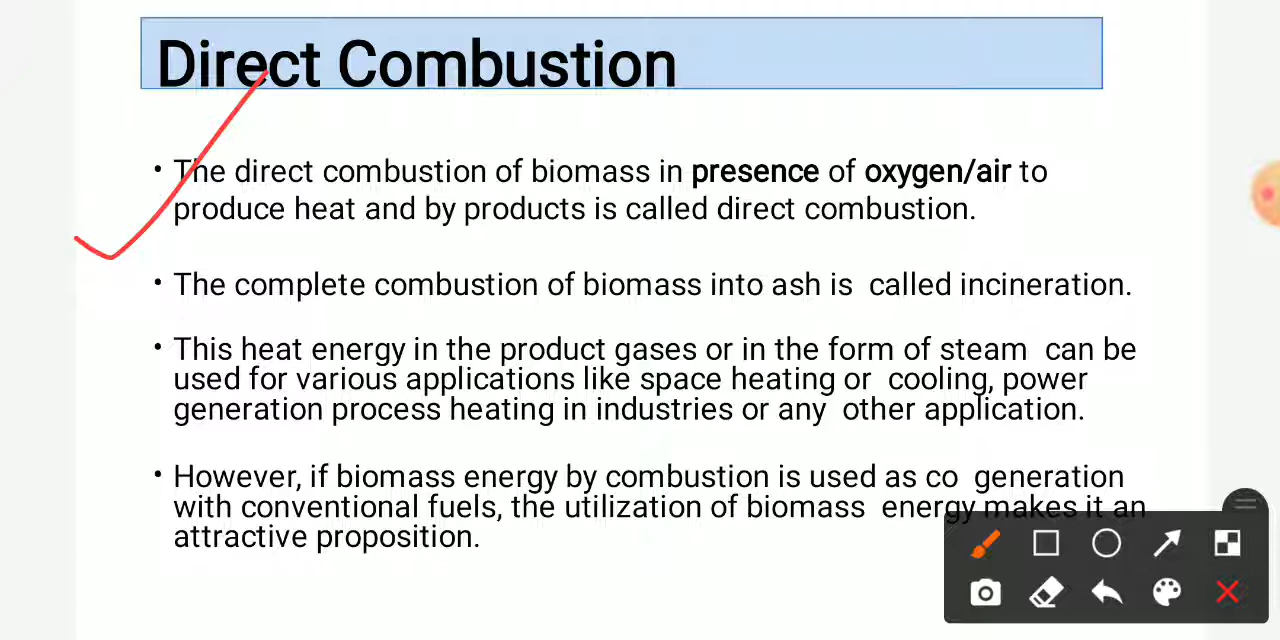 Direct Combustion
• The direct combustion of biomass in presence of oxygen/air to
produce heat and by products is called direct combustion.
• The complete combustion of biomass into ash is called incineration.
• This heat energy in the product gases or in the form of steam can be
used for various applications like space heating or cooling, power
generation process heating in industries or any other application.
• However, if biomass energy by combustion is used as co generation
with conventional fuels, the utilization of biomass energy makes it an
attractive proposition.